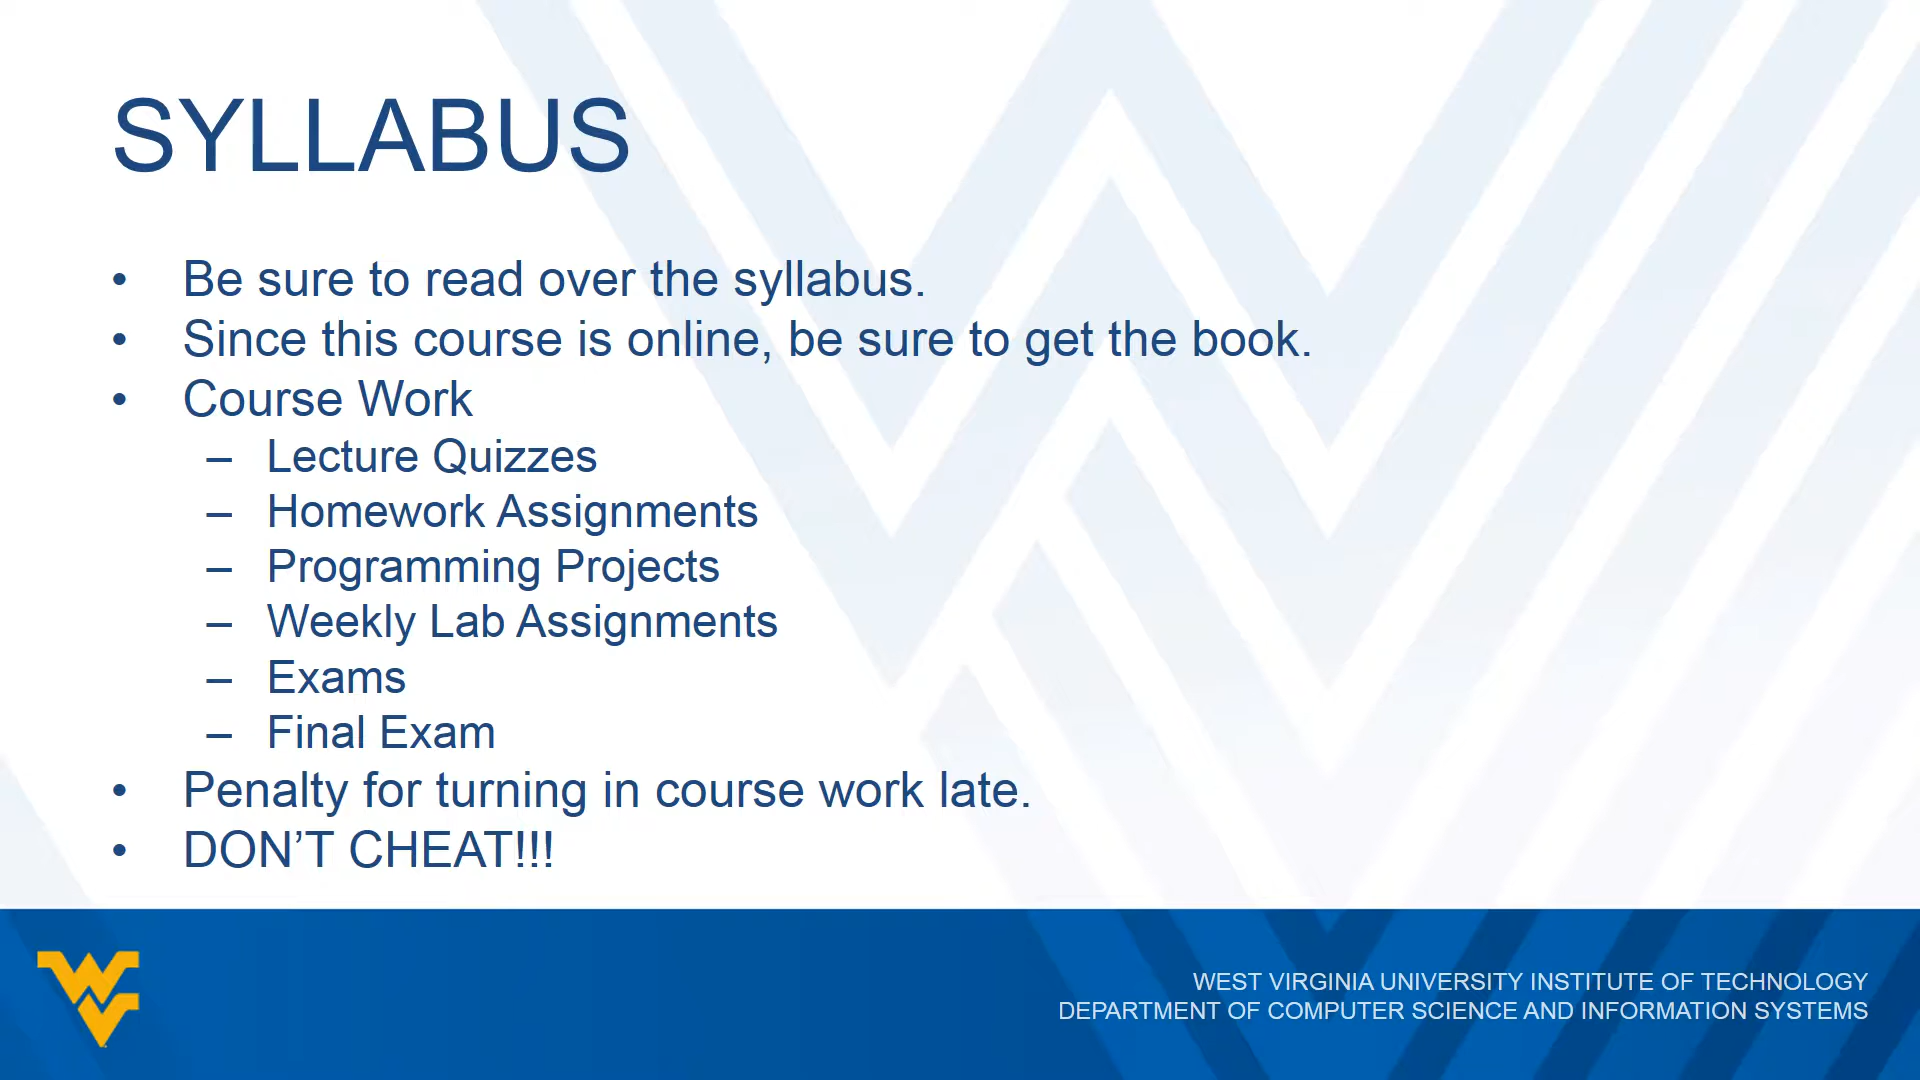 SYLLABUS
• Be sure to read over the syllabus.
• Since this course is online, be sure to get the book.
• Course Work
– Lecture Quizzes
– Homework Assignments
– Programming Projects
– Weekly Lab Assignments
– Exams
– Final Exam
• Penalty for turning in course work late.
• DON’T CHEAT!!!
WEST VIRGINIA UNIVERSITY INSTITUTE OF TECHNOLOGY
DEPARTMENT OF COMPUTER SCIENCE AND INFORMATION SYSTEMS